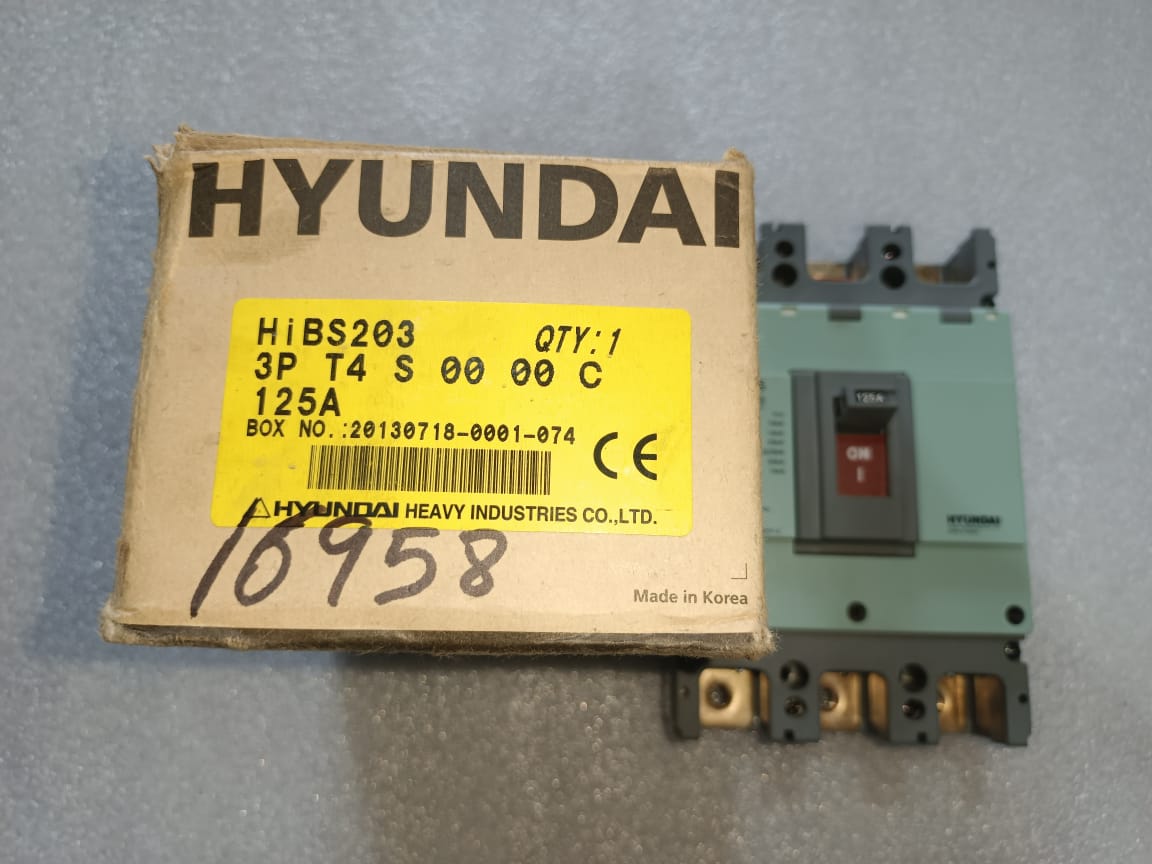 HYUNDAI
HiBS203 QTY:1
3P T4 S 00 00 C
125A
BOX NO.:20130718-0001-074
CE
HYUNDAI HEAVY INDUSTRIES CO.,LTD.
16958
Made in Korea
125A
ON
I
HYUNDAI